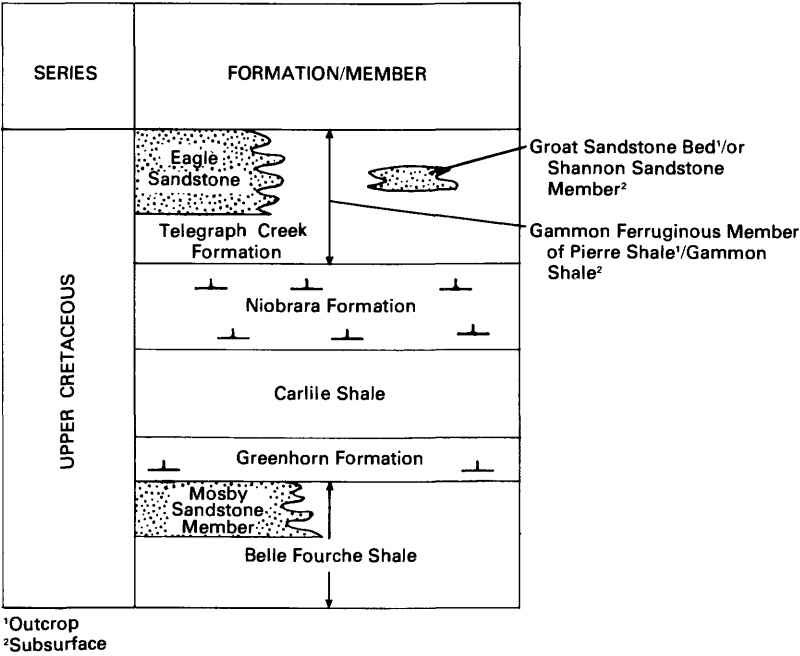 SERIES
FORMATION/MEMBER
UPPER CRETACEOUS
Eagle
Sandstone
Groat Sandstone Bed¹/or
Shannon Sandstone
Member²
Telegraph Creek
Formation
Gammon Ferruginous Member
of Pierre Shale¹/Gammon
Shale²
Niobrara Formation
Carlile Shale
Greenhorn Formation
Mosby
Sandstone
Member
Belle Fourche Shale
¹Outcrop
²Subsurface